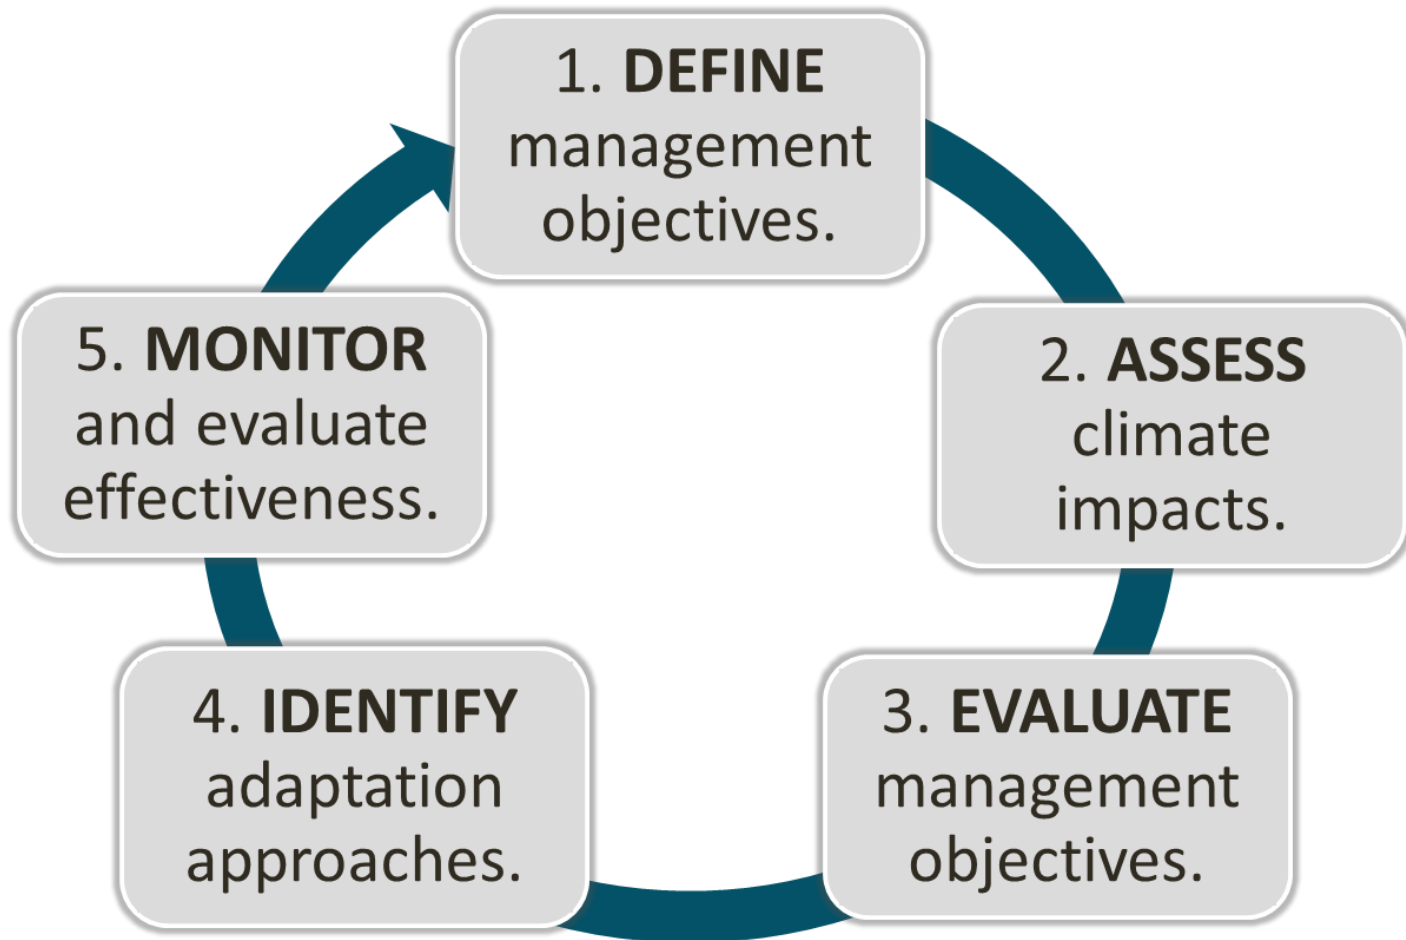 1. DEFINE
management
objectives.
2. ASSESS
climate
impacts.
3. EVALUATE
management
objectives.
4. IDENTIFY
adaptation
approaches.
5. MONITOR
and evaluate
effectiveness.